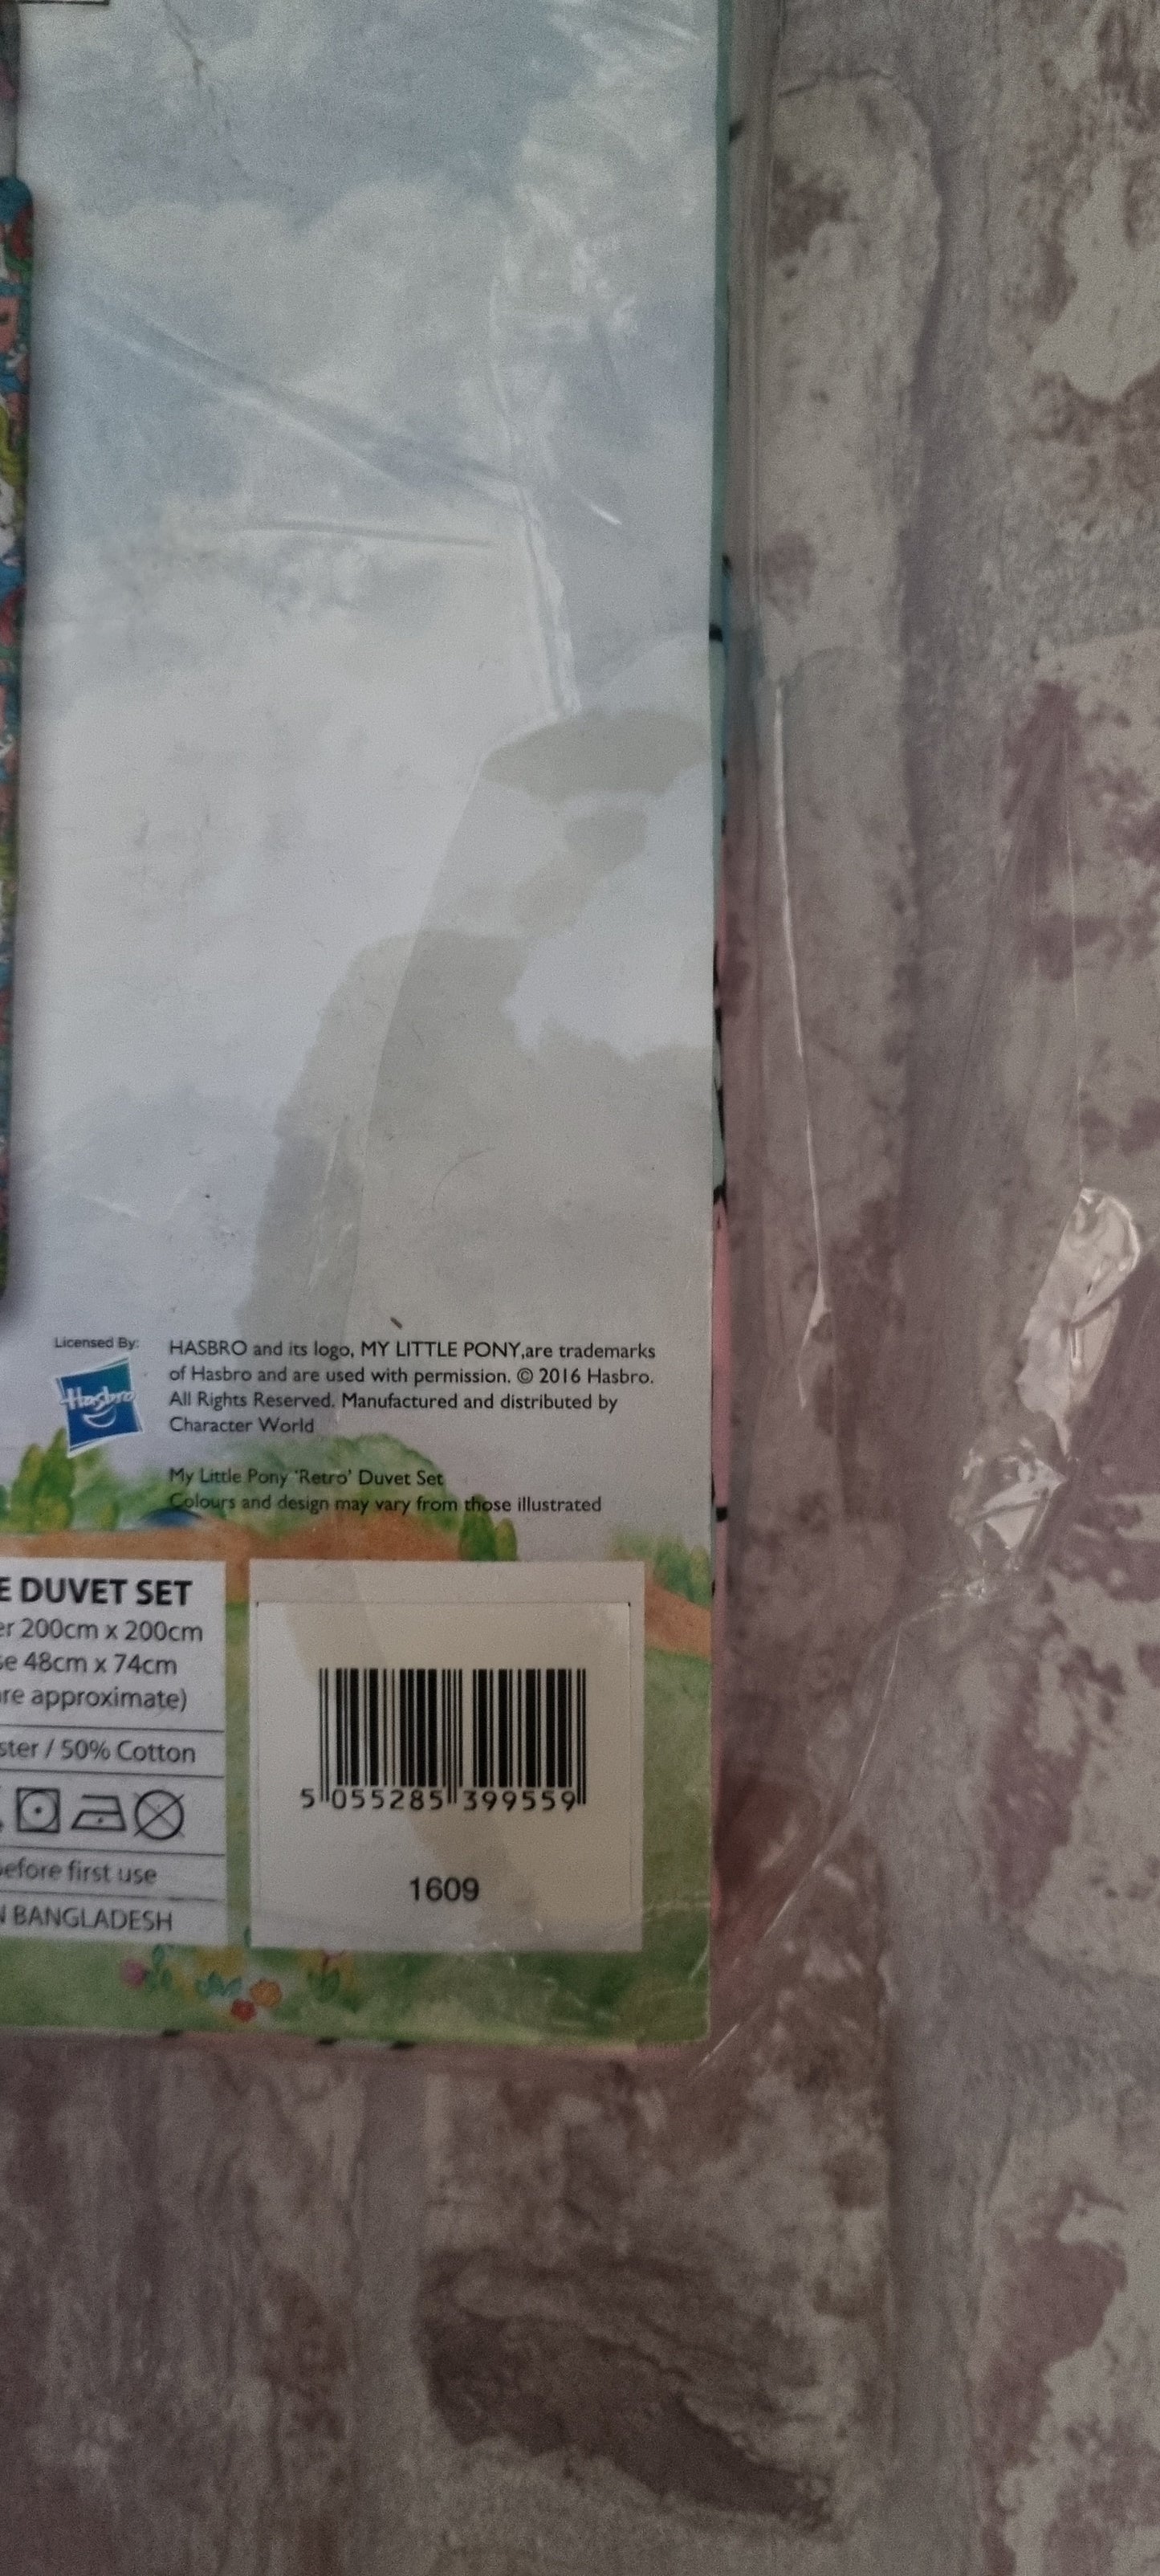 Licensed By:
Hasbro
HASBRO and its logo, MY LITTLE PONY,are trademarks
of Hasbro and are used with permission. © 2016 Hasbro.
All Rights Reserved. Manufactured and distributed by
Character World
My Little Pony 'Retro' Duvet Set
Colours and design may vary from those illustrated
E DUVET SET
er 200cm x 200cm
se 48cm x 74cm
are approximate)
ster / 50% Cotton
before first use
N BANGLADESH
5 055285 399559
1609